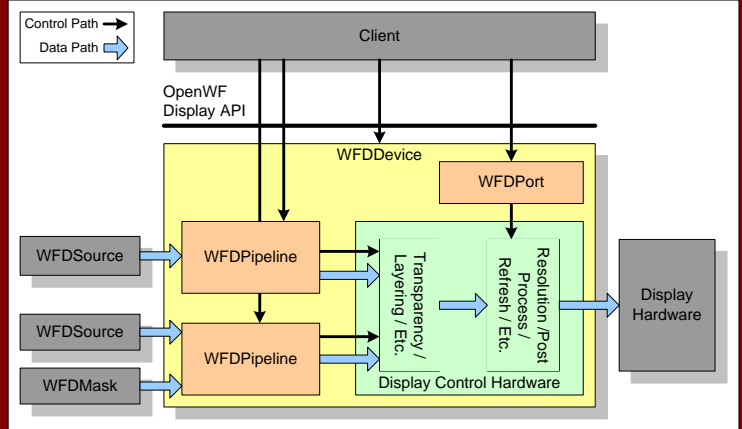 Control Path
Data Path
Client
OpenWF
Display API
WFDDevice
WFDPort
WFDSource
WFDPipeline
Transparency /
Layering / Etc.
Resolution /Post
Process /
Refresh / Etc.
Display
Hardware
WFDSource
WFDPipeline
WFDMask
Display Control Hardware